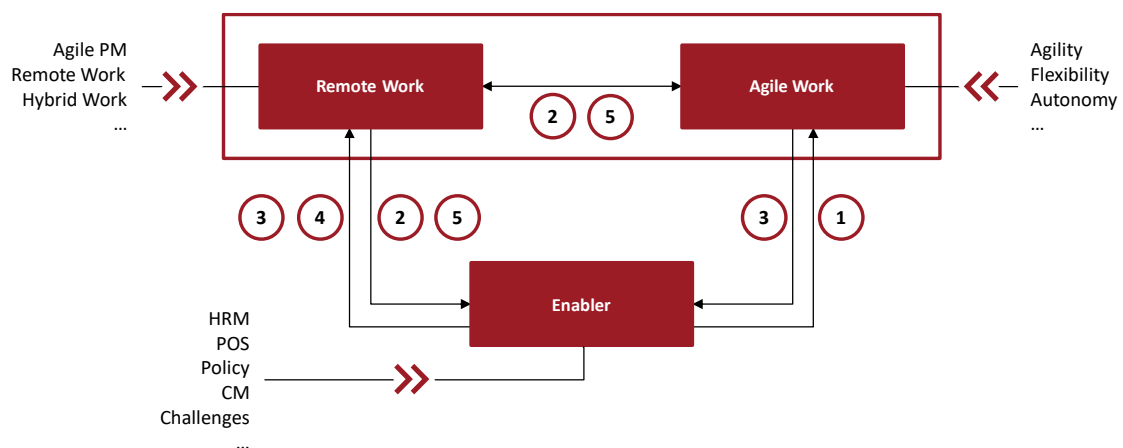 Agile PM
Remote Work
Hybrid Work
...
Remote Work
Agile Work
Agility
Flexibility
Autonomy
...
2 5
3 4 2 5 3 1
Enabler
HRM
POS
Policy
CM
Challenges
...